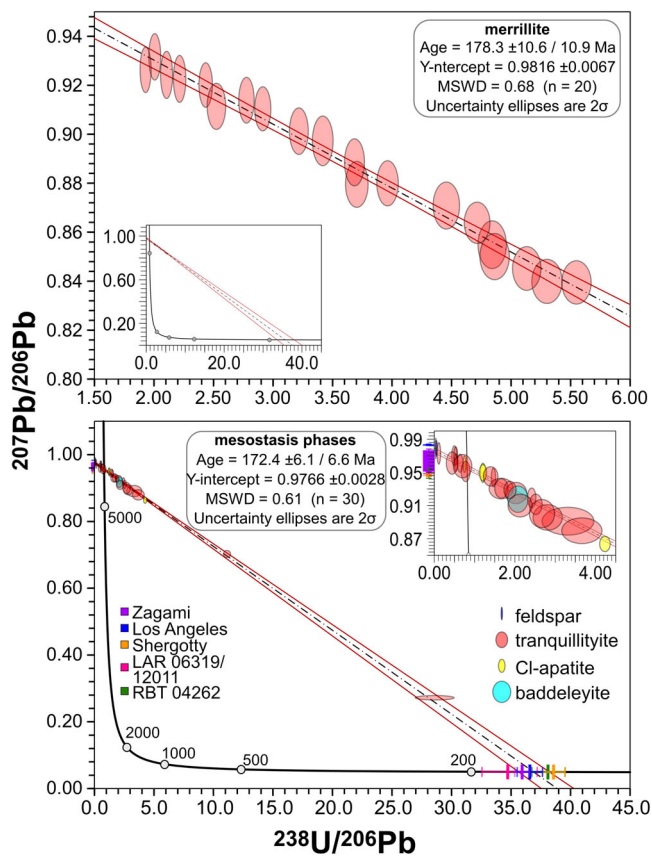 0.94
0.92
0.90
0.88
0.86
0.84
0.82
0.80
merrillite
Age = 178.3 ±10.6 / 10.9 Ma
Y-ntercept = 0.9816 ±0.0067
MSWD = 0.68 (n = 20)
Uncertainty ellipses are 2σ
1.00
0.60
0.20
0.0
20.0
40.0
1.50
2.00
2.50
3.00
3.50
4.00
4.50
5.00
5.50
6.00
207Pb/206Pb
1.00
0.80
0.60
0.40
0.20
0.00
mesostasis phases
Age = 172.4 ±6.1 / 6.6 Ma
Y-intercept = 0.9766 ±0.0028
MSWD = 0.61 (n = 30)
Uncertainty ellipses are 2σ
0.99
0.95
0.91
0.87
0.00
2.00
4.00
5000
Zagami
Los Angeles
Shergotty
LAR 06319/
12011
RBT 04262
feldspar
tranquillityite
Cl-apatite
baddeleyite
2000
1000
500
200
0.0
5.0
10.0
15.0
20.0
25.0
30.0
35.0
40.0
45.0
238U/206Pb